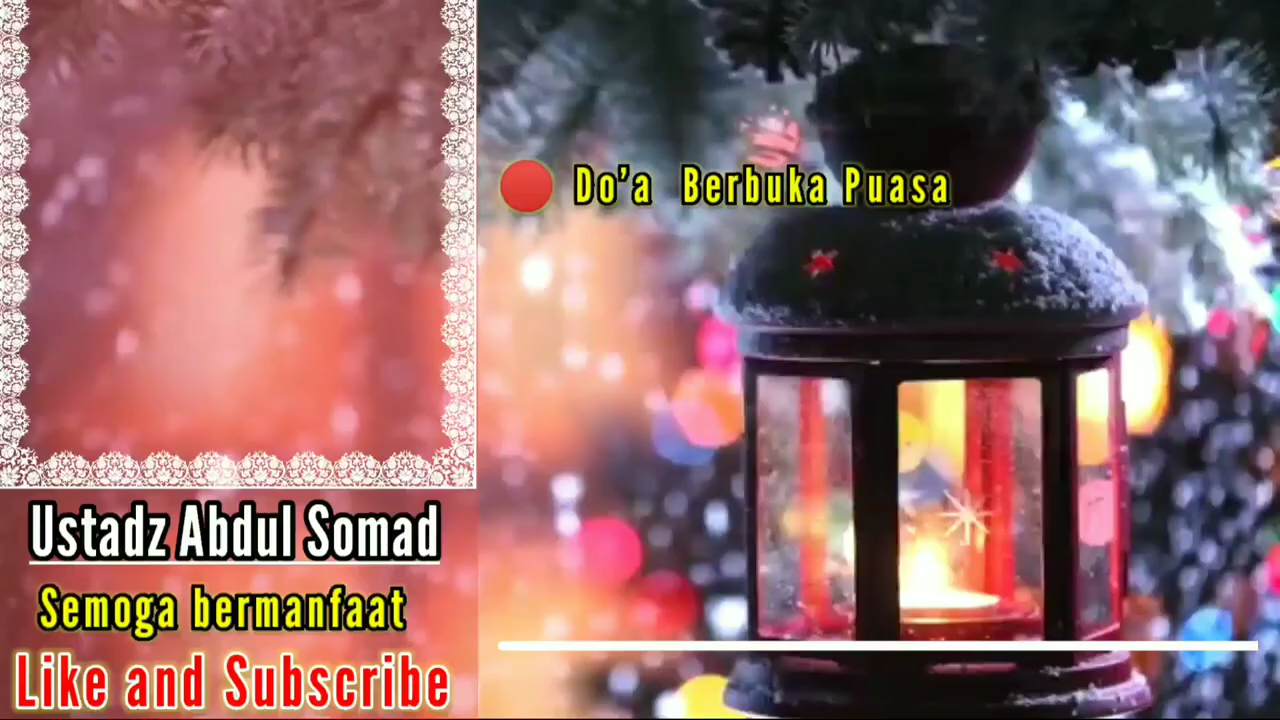 Do'a Berbuka Puasa
Ustadz Abdul Somad
Semoga bermanfaat
Like and Subscribe